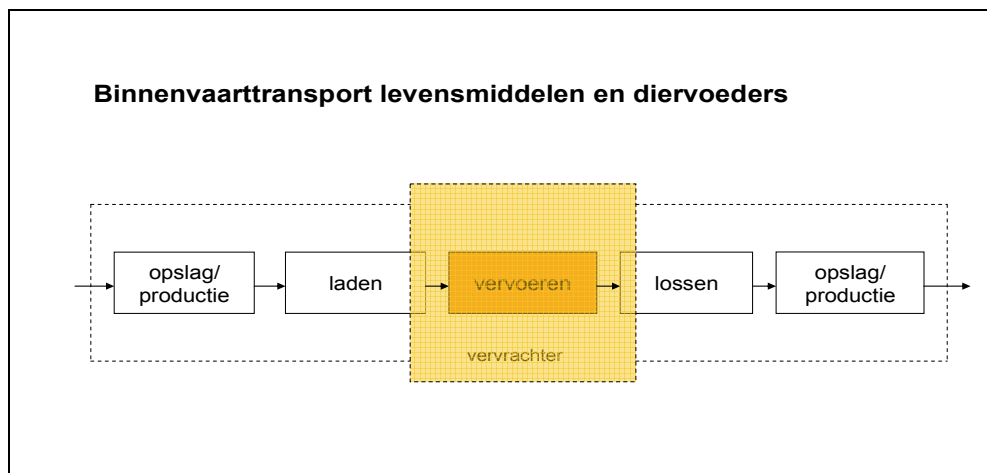 Binnenvaarttransport levensmiddelen en diervoeders
opslag/
productie
laden
vervoeren
lossen
opslag/
productie
vervrachter